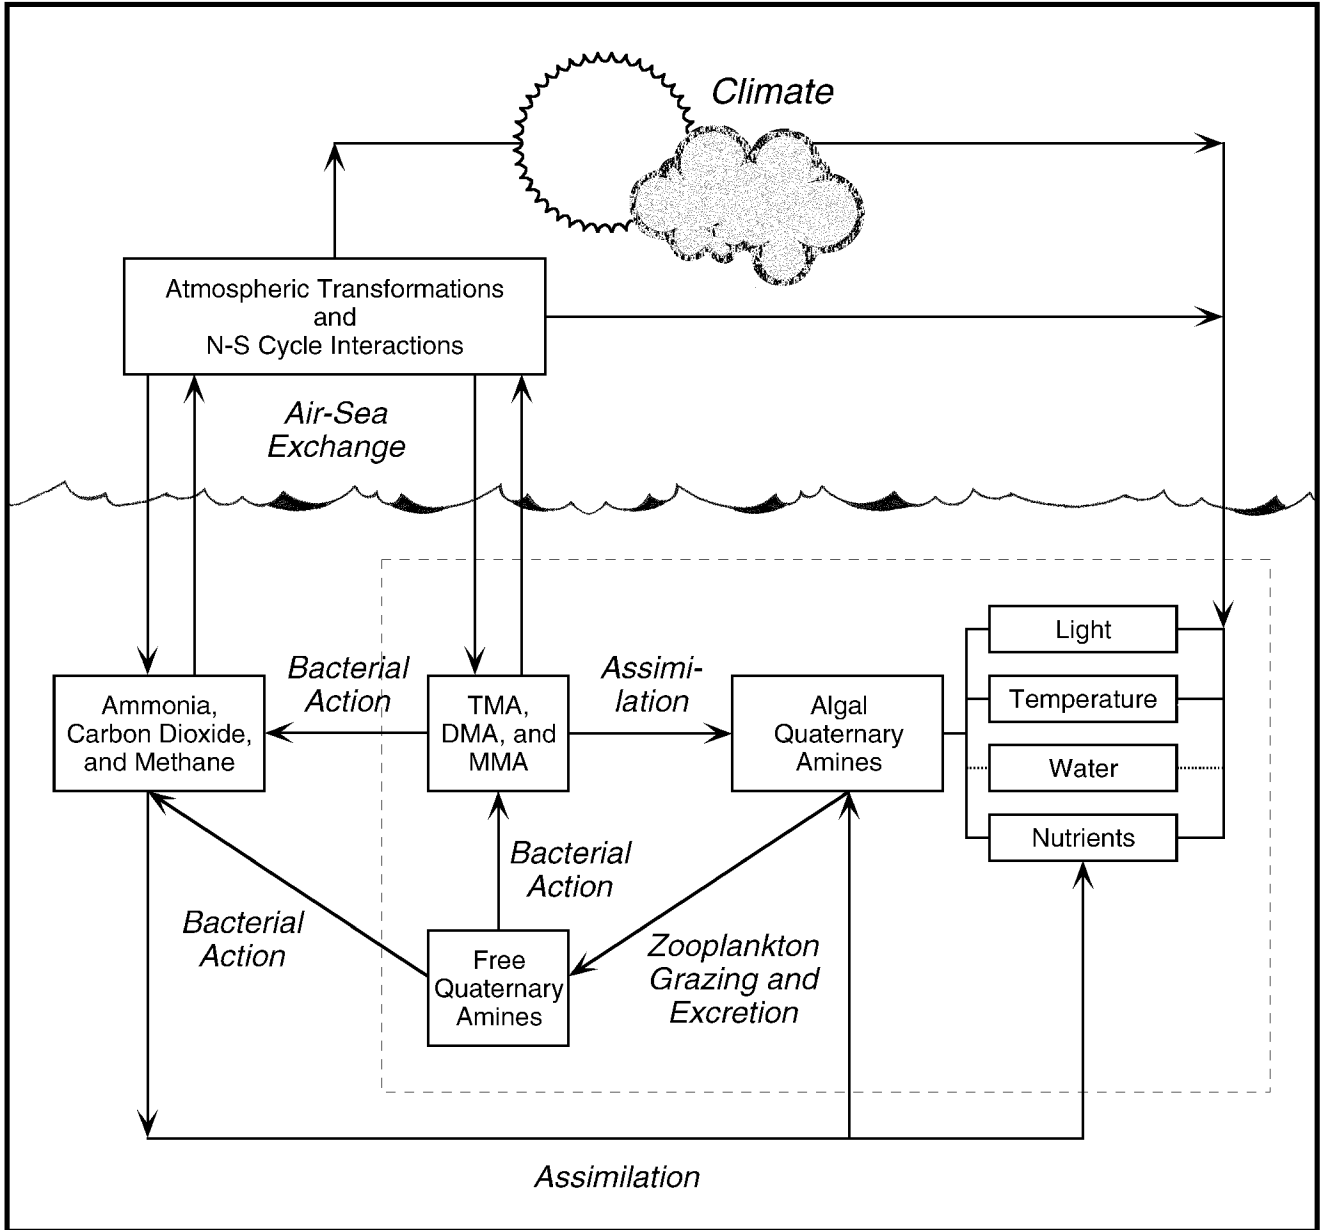 Climate
Atmospheric Transformations
and
N-S Cycle Interactions
Air-Sea
Exchange
Bacterial
Action
Assimi-
lation
Light
Temperature
Water
Nutrients
Ammonia,
Carbon Dioxide,
and Methane
TMA,
DMA, and
MMA
Algal
Quaternary
Amines
Bacterial
Action
Bacterial
Action
Free
Quaternary
Amines
Zooplankton
Grazing and
Excretion
Assimilation